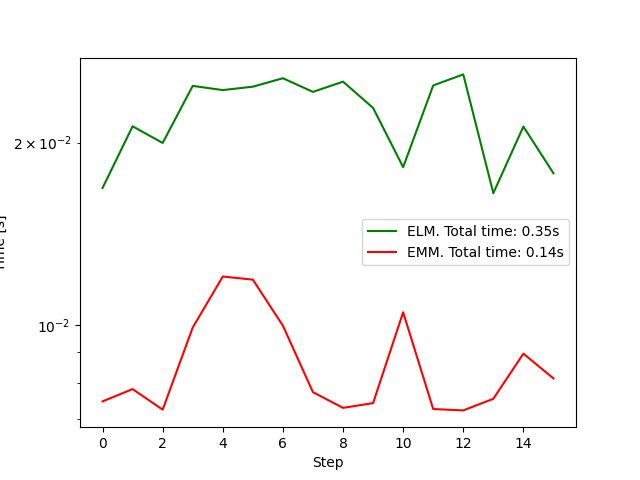 2 × 10⁻²
10⁻²
ELM. Total time: 0.35s
EMM. Total time: 0.14s
0 2 4 6 8 10 12 14
Step